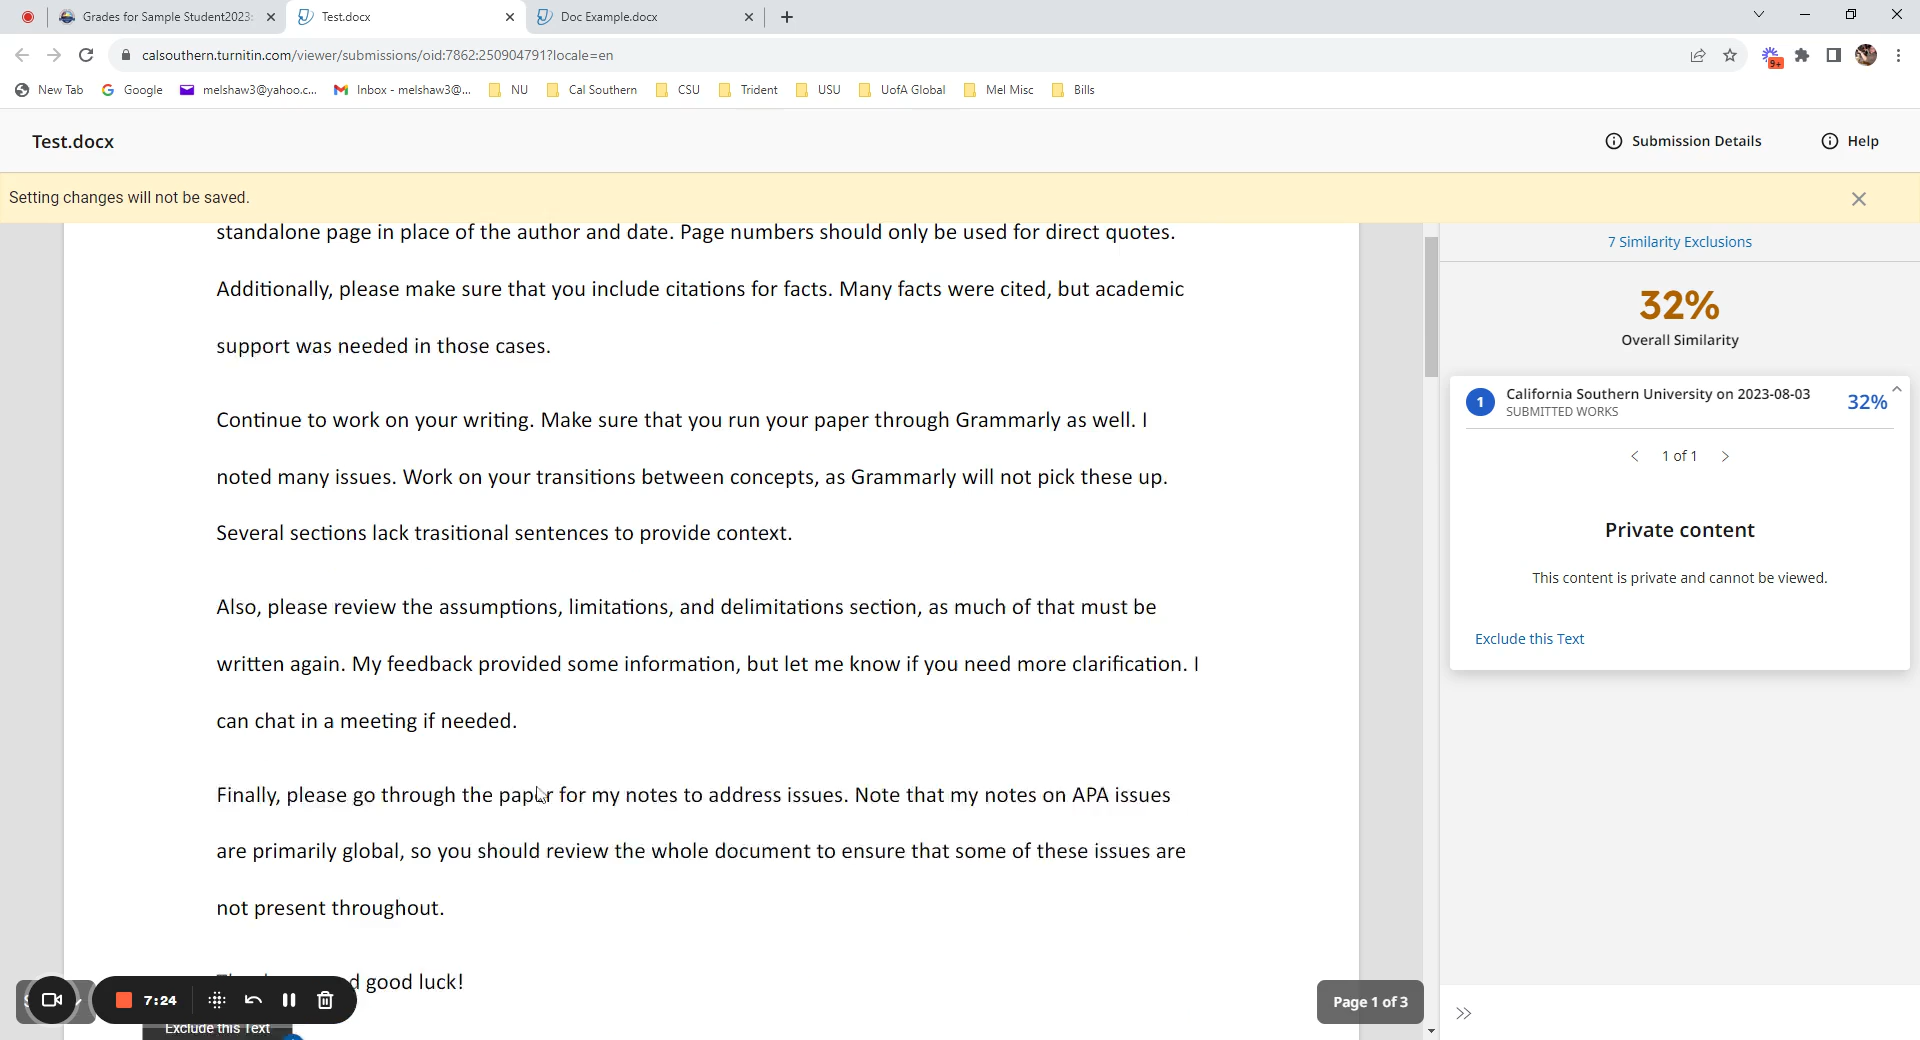 Grades for Sample Student2023:
Test.docx
Doc Example.docx
calsouthern.turnitin.com/viewer/submissions/oid:7862:250904791?locale=en
9+
New Tab
Google
melshaw3@yahoo.c...
Inbox - melshaw3@...
NU
Cal Southern
CSU
Trident
USU
UofA Global
Mel Misc
Bills
Test.docx
Submission Details
Help
Setting changes will not be saved.
standalone page in place of the author and date. Page numbers should only be used for direct quotes.
Additionally, please make sure that you include citations for facts. Many facts were cited, but academic
support was needed in those cases.
Continue to work on your writing. Make sure that you run your paper through Grammarly as well. I
noted many issues. Work on your transitions between concepts, as Grammarly will not pick these up.
Several sections lack trasitional sentences to provide context.
Also, please review the assumptions, limitations, and delimitations section, as much of that must be
written again. My feedback provided some information, but let me know if you need more clarification. I
can chat in a meeting if needed.
Finally, please go through the paper for my notes to address issues. Note that my notes on APA issues
are primarily global, so you should review the whole document to ensure that some of these issues are
not present throughout.
good luck!
7:24
Exclude this Text
Page 1 of 3
7 Similarity Exclusions
32%
Overall Similarity
1
California Southern University on 2023-08-03
SUBMITTED WORKS
32%
1 of 1
Private content
This content is private and cannot be viewed.
Exclude this Text